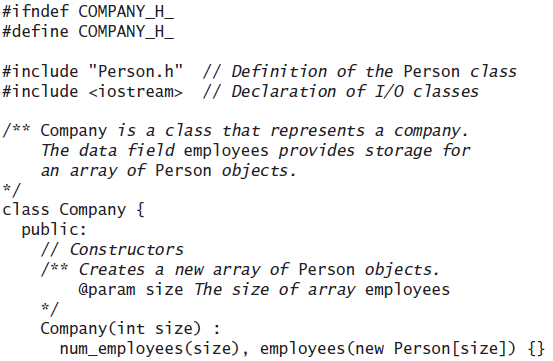 #ifndef COMPANY_H_
#define COMPANY_H_
#include "Person.h" // Definition of the Person class
#include <iostream> // Declaration of I/O classes
/** Company is a class that represents a company.
The data field employees provides storage for
an array of Person objects.
*/
class Company {
public:
// Constructors
/** Creates a new array of Person objects.
@param size The size of array employees
*/
Company(int size) :
num_employees(size), employees(new Person[size]) {}